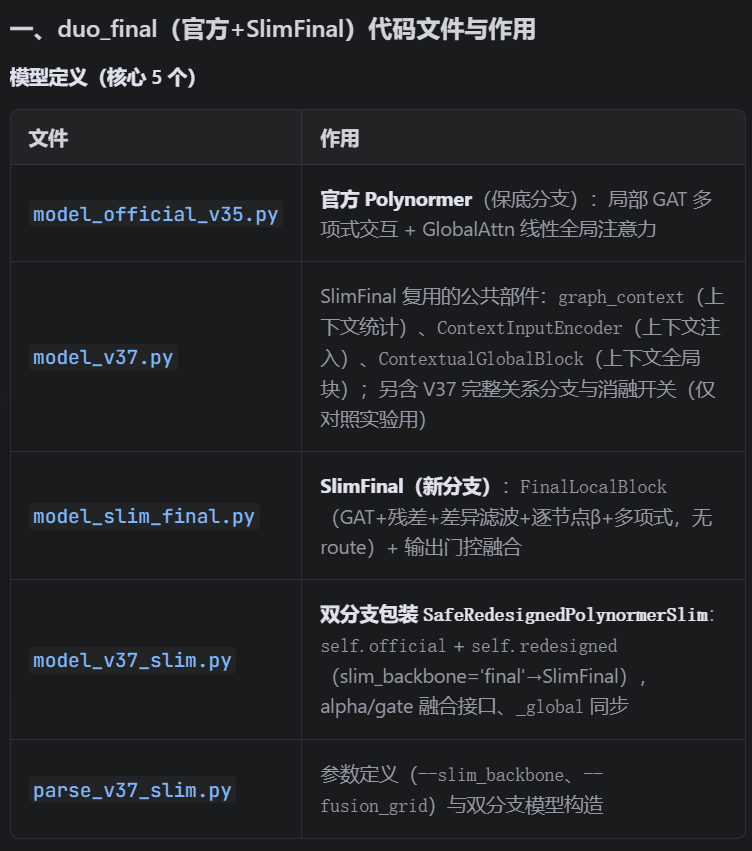 一、duo_final（官方+SlimFinal）代码文件与作用
模型定义（核心 5 个）
文件
作用
model_official_v35.py
官方 Polynormer（保底分支）：局部 GAT 多
项式交互 + GlobalAttn 线性全局注意力
model_v37.py
SlimFinal 复用的公共部件：graph_context（上
下文统计）、ContextInputEncoder（上下文注
入）、ContextualGlobalBlock（上下文全局
块）；另含 V37 完整关系分支与消融开关（仅
对照实验用）
model_slim_final.py
SlimFinal（新分支）：FinalLocalBlock
（GAT+残差+差异滤波+逐节点β+多项式，无
route）+ 输出门控融合
model_v37_slim.py
双分支包装 SafeRedesignedPolynormerSlim：
self.official + self.redesigned
（slim_backbone='final'→SlimFinal），
alpha/gate 融合接口、_global 同步
parse_v37_slim.py
参数定义（--slim_backbone、--
fusion_grid）与双分支模型构造